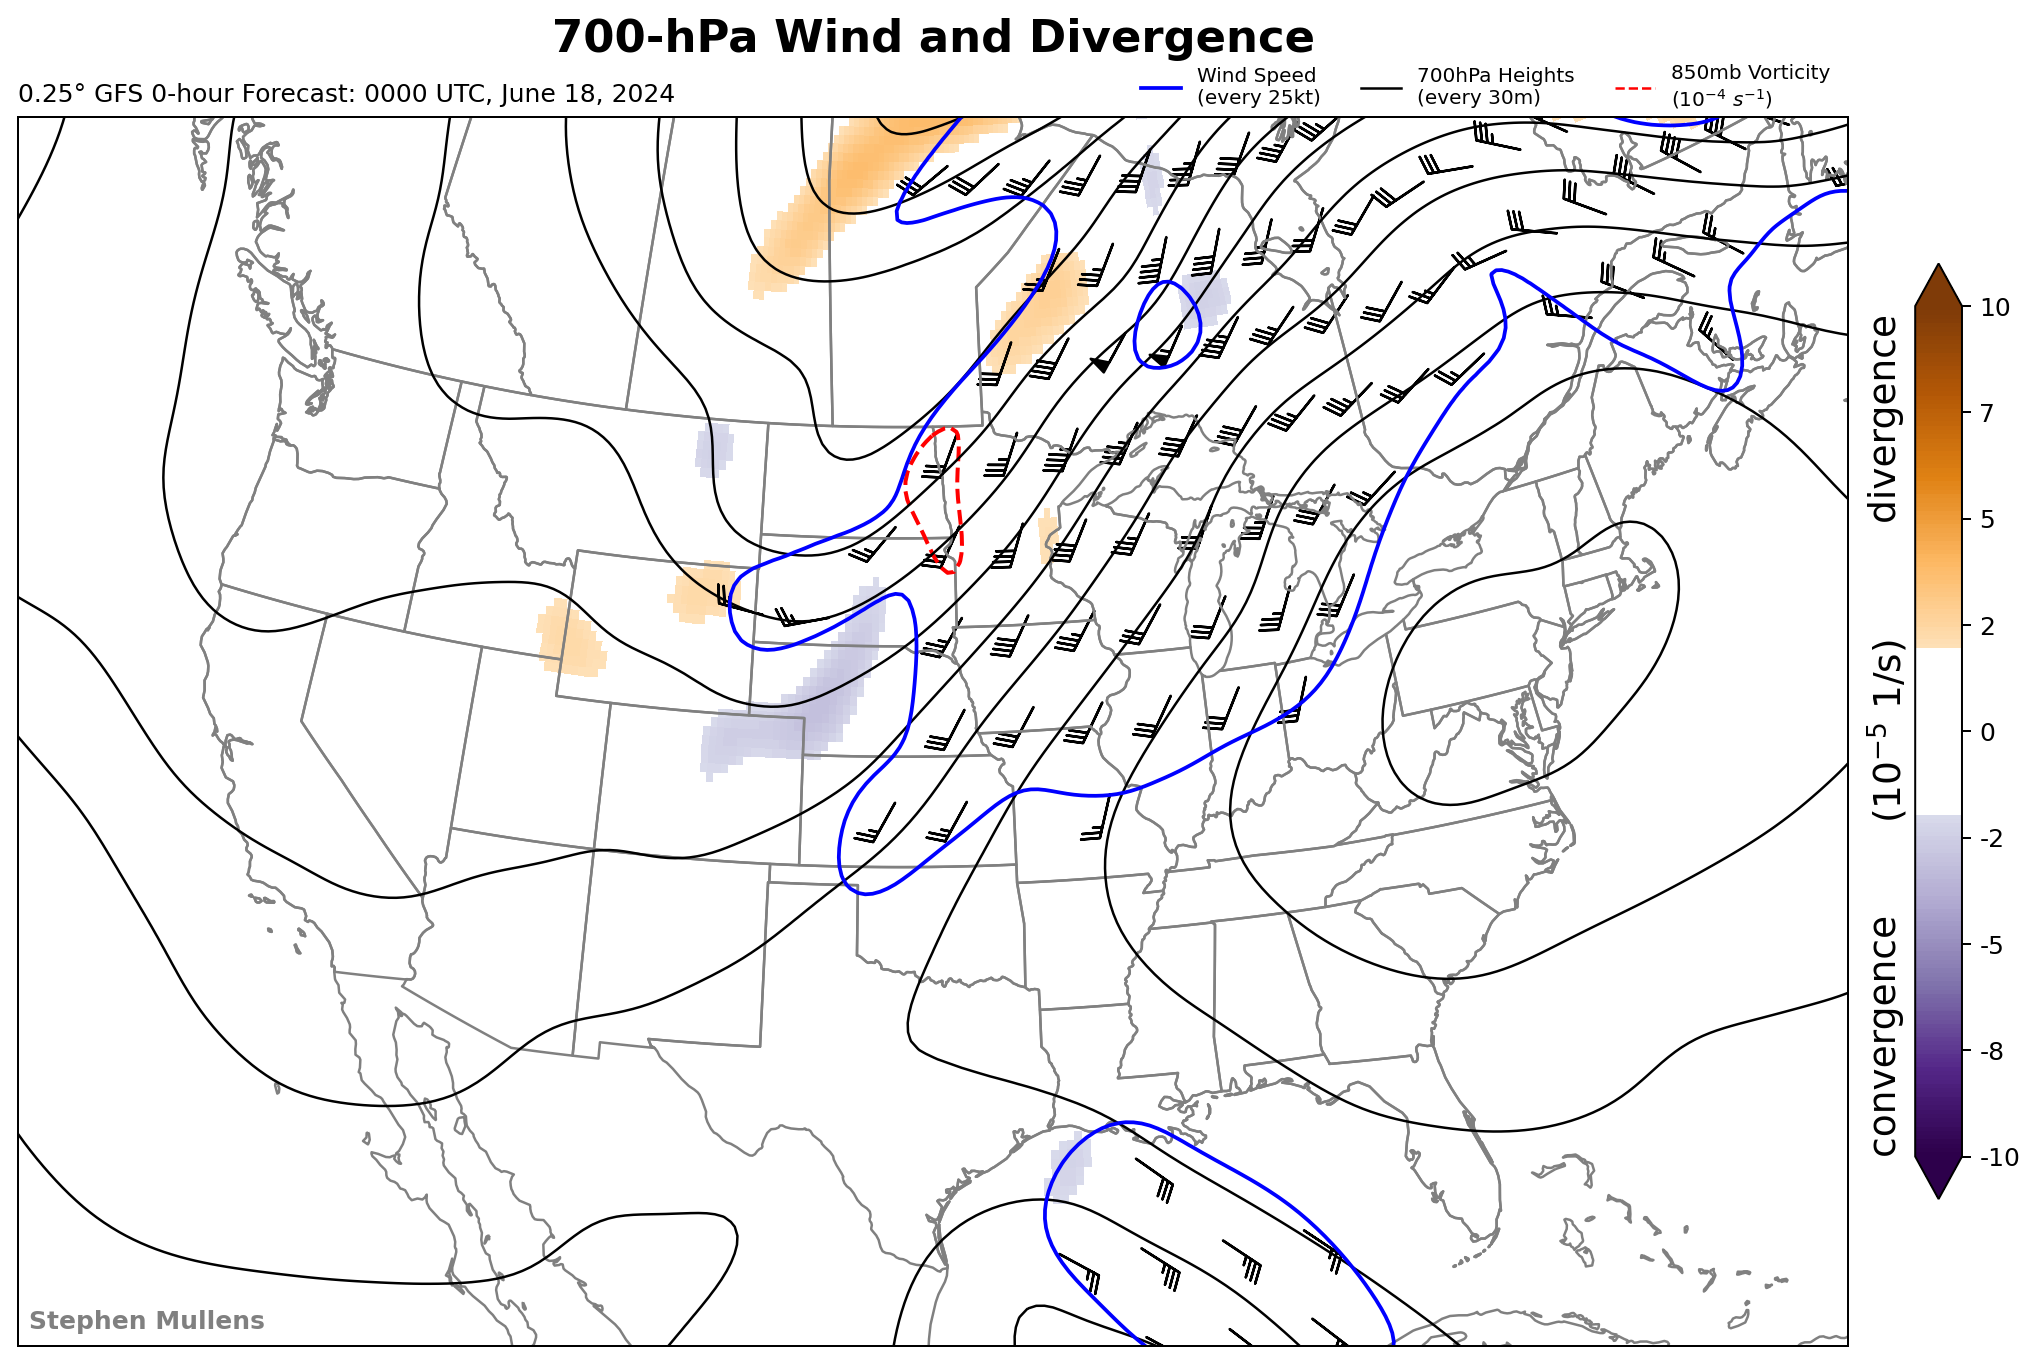 700-hPa Wind and Divergence
0.25° GFS 0-hour Forecast: 0000 UTC, June 18, 2024
Wind Speed
(every 25kt)
700hPa Heights
(every 30m)
850mb Vorticity
(10⁻⁴ s⁻¹)
10
7
5
2
0
-2
-5
-8
-10
convergence (10⁻⁵ 1/s) divergence
Stephen Mullens